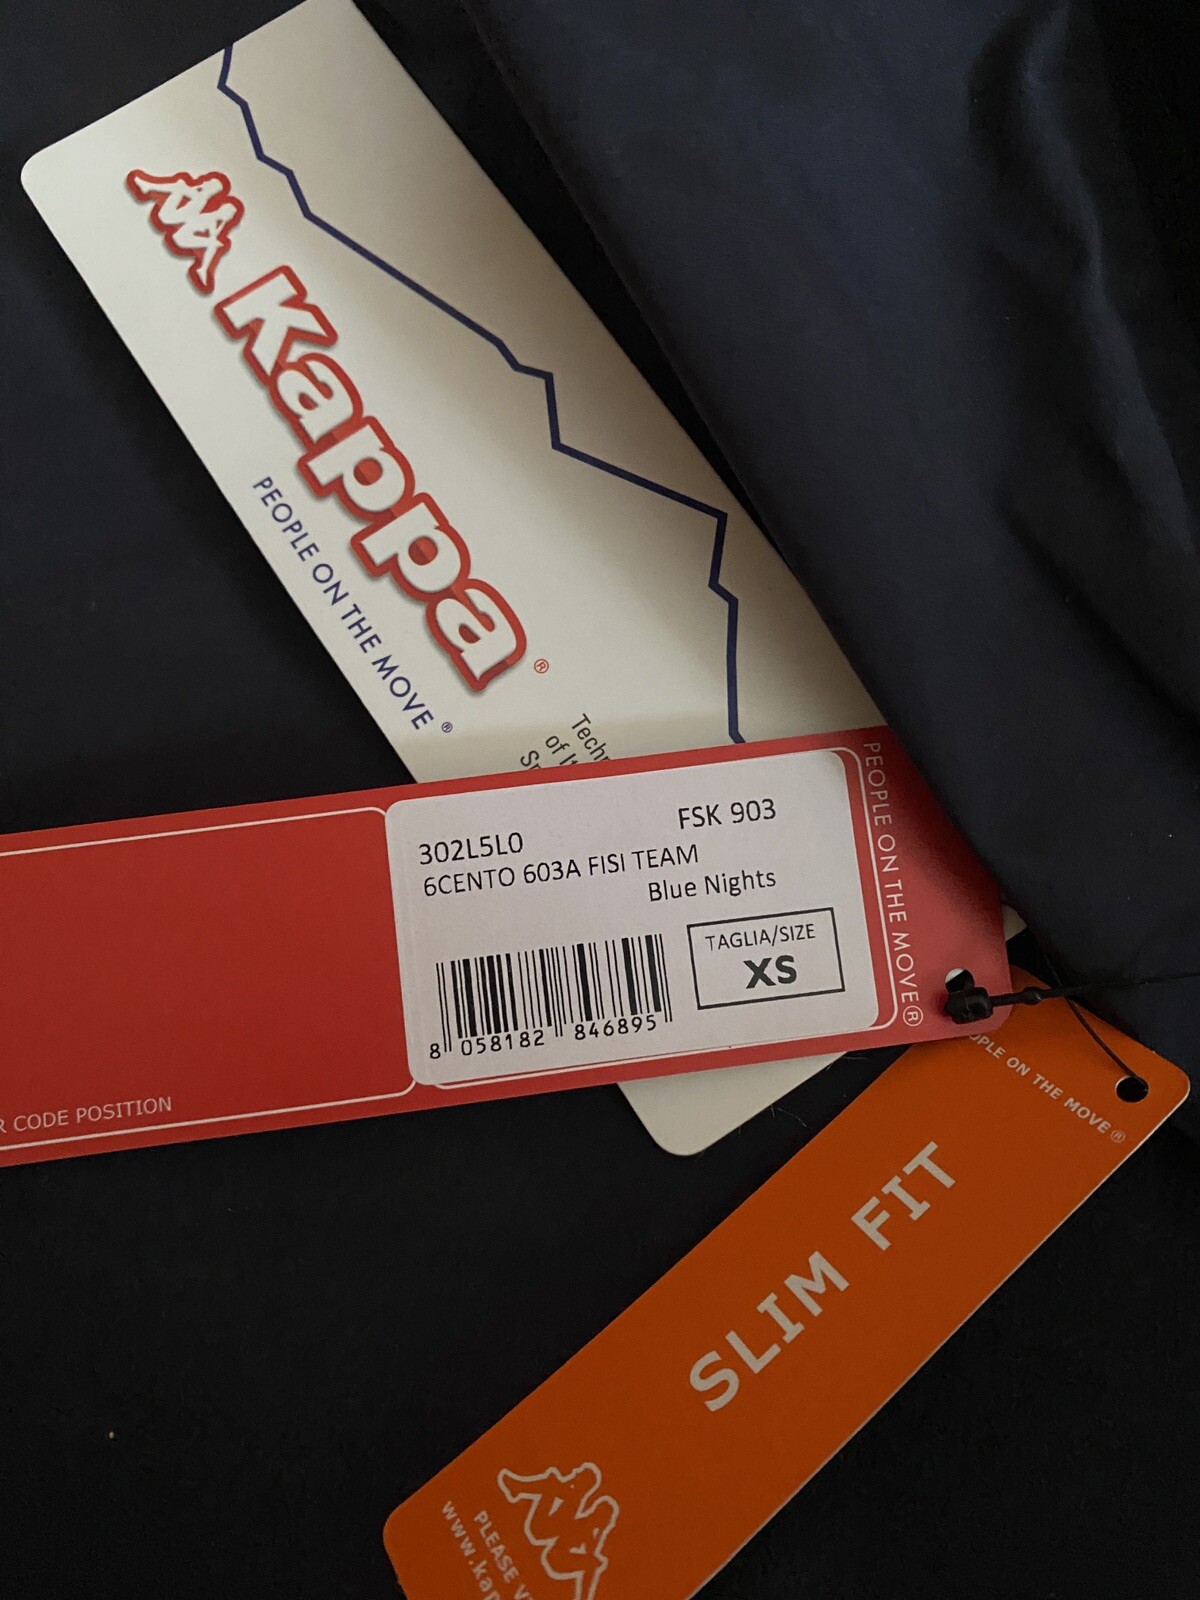 Kappa®
PEOPLE ON THE MOVE®
of
302L5L0
FSK 903
6CENTO 603A FISI TEAM
Blue Nights
TAGLIA/SIZE
XS
8 058182 846895
CODE POSITION
PEOPLE ON THE MOVE®
ON THE MOVE®
SLIM FIT
PLEASE